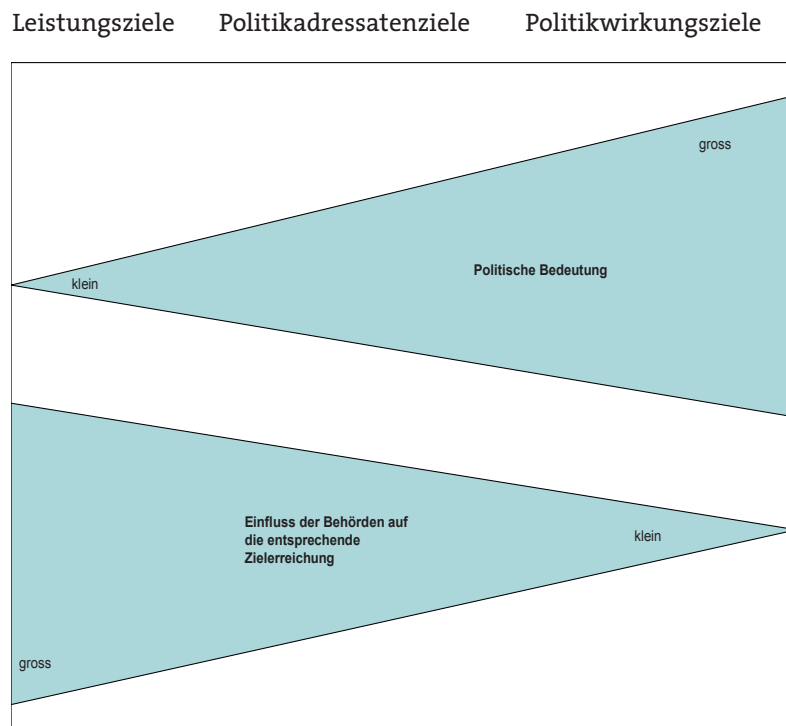 Leistungsziele Politikadressatenziele Politikwirkungsziele
gross
Politische Bedeutung
klein
Einfluss der Behörden auf
die entsprechende
Zielerreichung
klein
gross